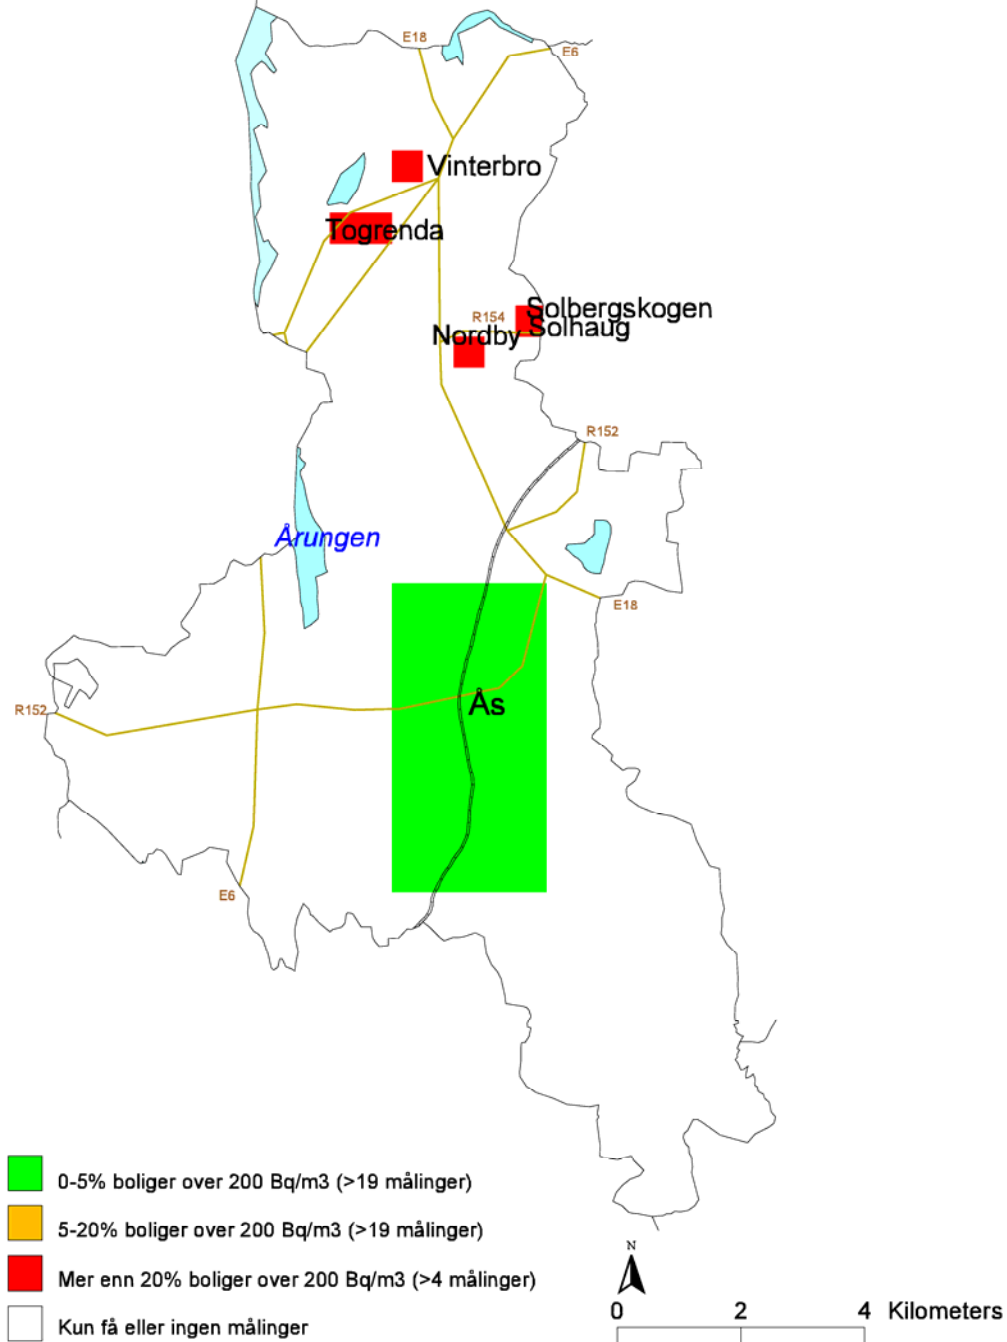 E18
E6
Vinterbro
Togrenda
Solbergskogen
R154
Solhaug
Nordby
R152
Årungen
E18
Ås
R152
E6
0-5% boliger over 200 Bq/m3 (>19 målinger)
5-20% boliger over 200 Bq/m3 (>19 målinger)
Mer enn 20% boliger over 200 Bq/m3 (>4 målinger)
Kun få eller ingen målinger
N
0 2 4 Kilometers